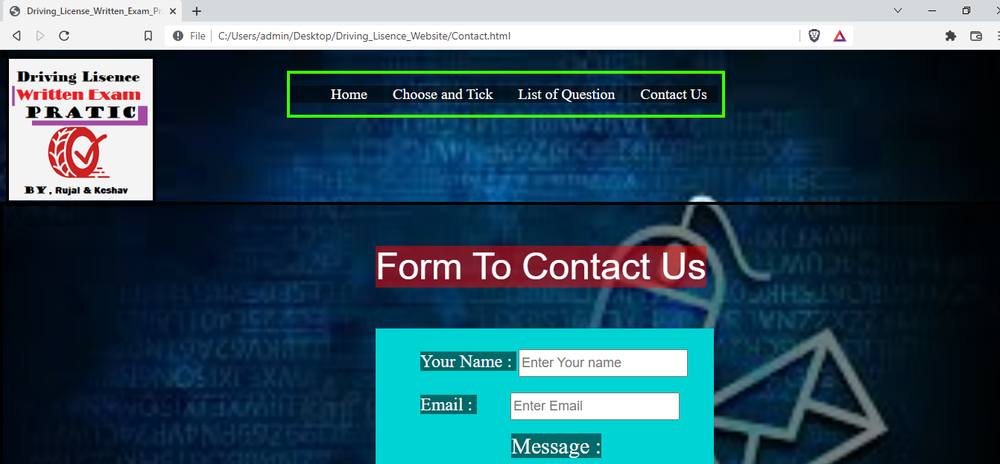 Driving_License_Written_Exam_Pr
File
C:/Users/admin/Desktop/Driving_Lisence_Website/Contact.html
Driving Lisence
Written Exam
PRATIC
BY, Rujal & Keshav
Home Choose and Tick List of Question Contact Us
Form To Contact Us
Your Name : Enter Your name
Email : Enter Email
Message :